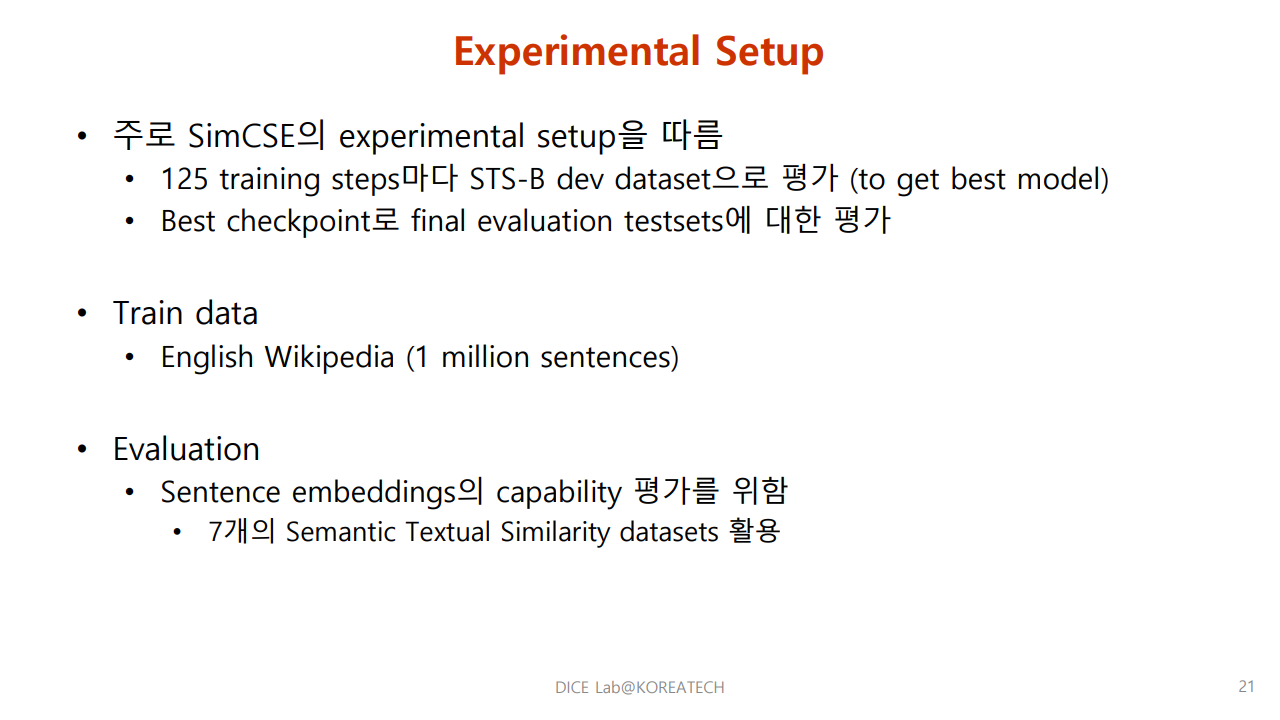 Experimental Setup
• 주로 SimCSE의 experimental setup을 따름
• 125 training steps마다 STS-B dev dataset으로 평가 (to get best model)
• Best checkpoint로 final evaluation testsets에 대한 평가
• Train data
• English Wikipedia (1 million sentences)
• Evaluation
• Sentence embeddings의 capability 평가를 위함
• 7개의 Semantic Textual Similarity datasets 활용
DICE Lab@KOREATECH
21